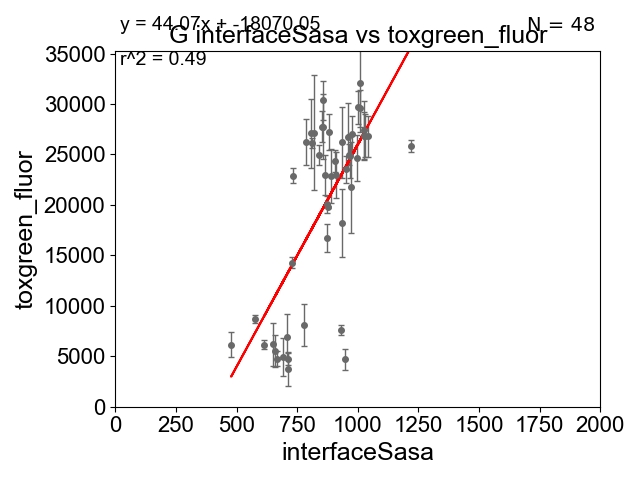 y = 44.07x + -18070.05
N = 48
G interfaceSasa vs toxgreen_fluor
r^2 = 0.49
35000
30000
25000
20000
15000
10000
5000
0
toxgreen_fluor
0 250 500 750 1000 1250 1500 1750 2000
interfaceSasa